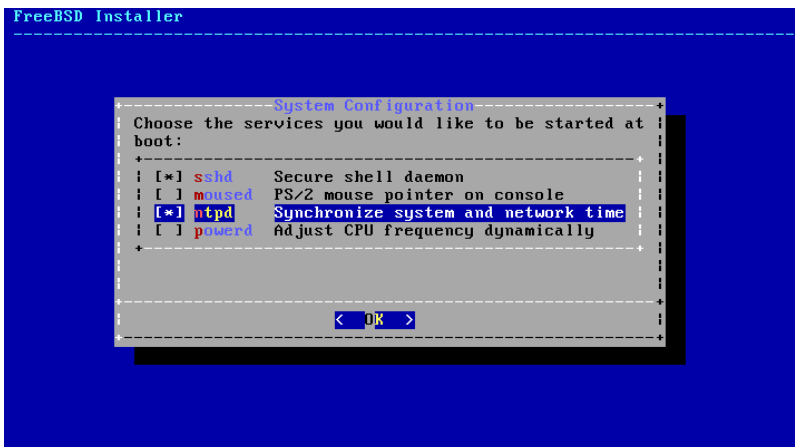 FreeBSD Installer
System Configuration
Choose the services you would like to be started at
boot:
[*] sshd Secure shell daemon
[ ] moused PS/2 mouse pointer on console
[*] ntpd Synchronize system and network time
[ ] powerd Adjust CPU frequency dynamically
< OK >